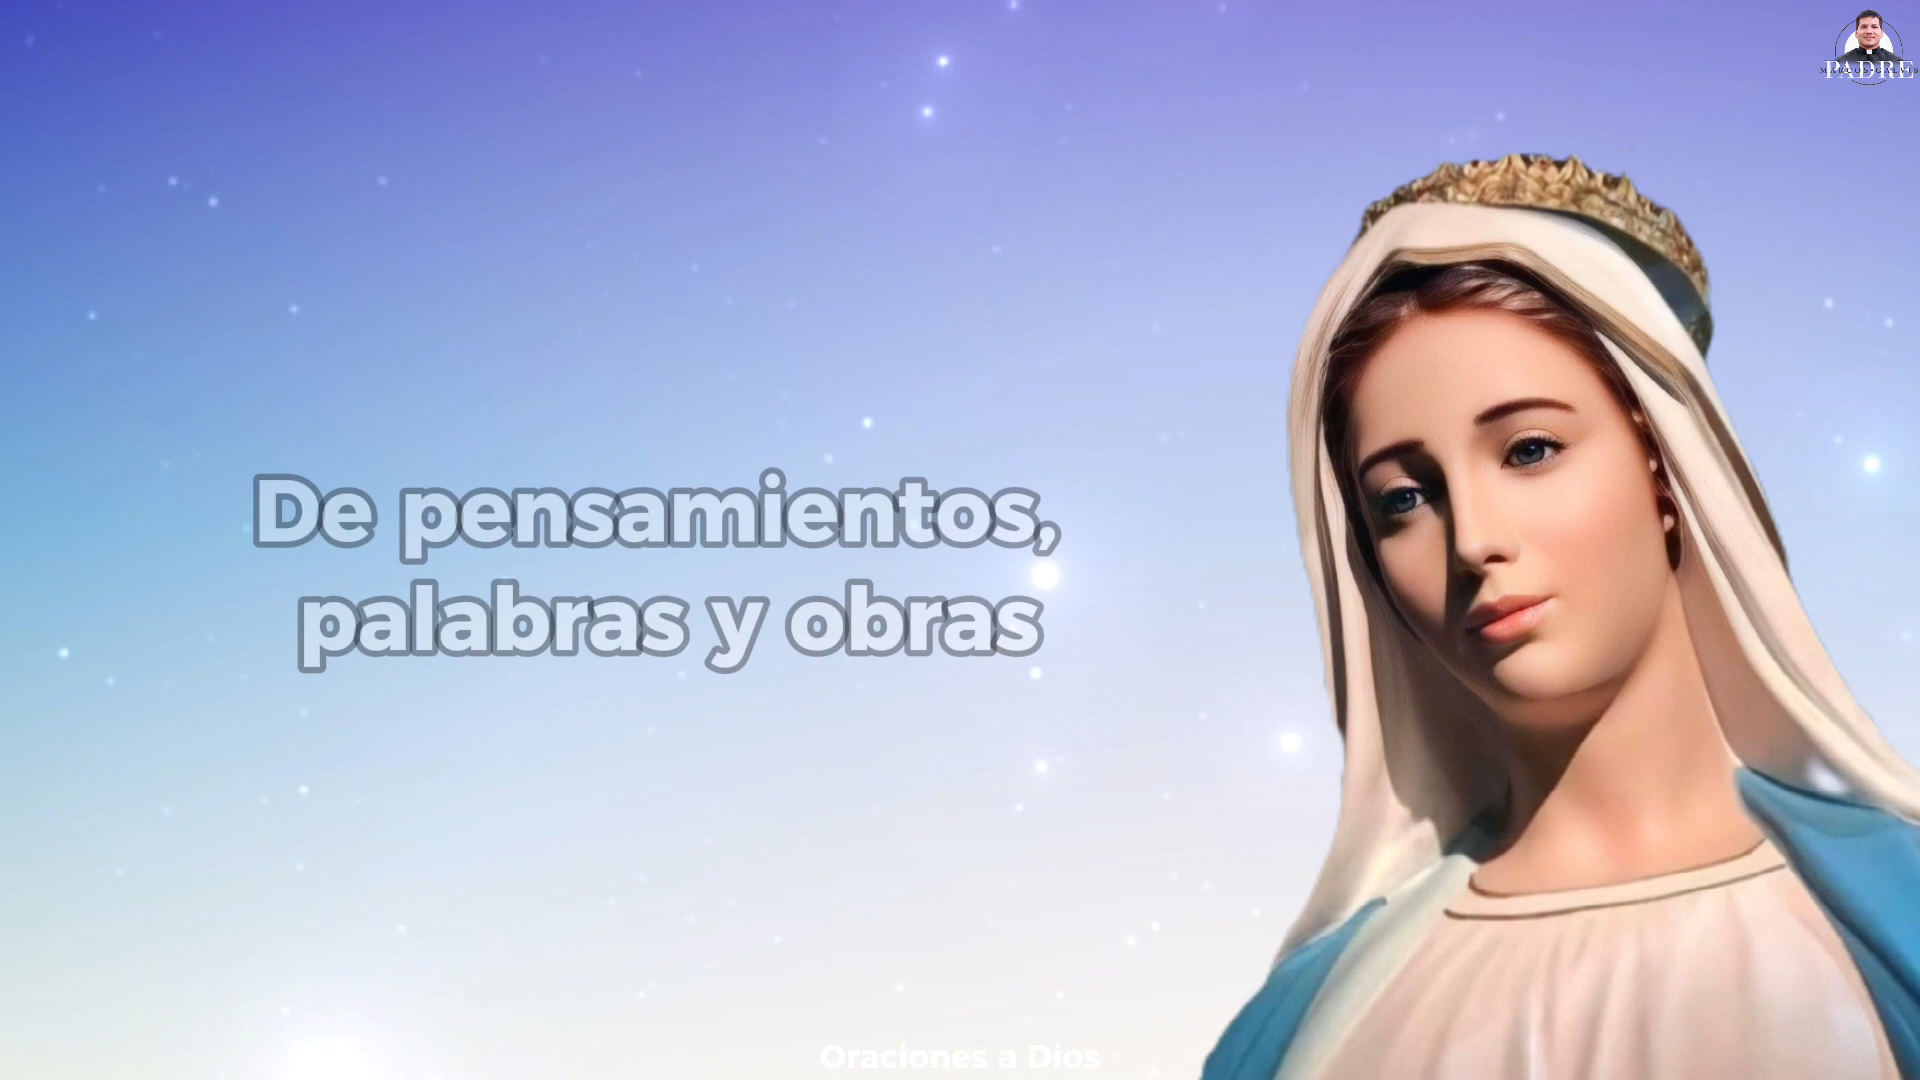 PADRE
De pensamientos,
palabras y obras
Oraciones a Dios